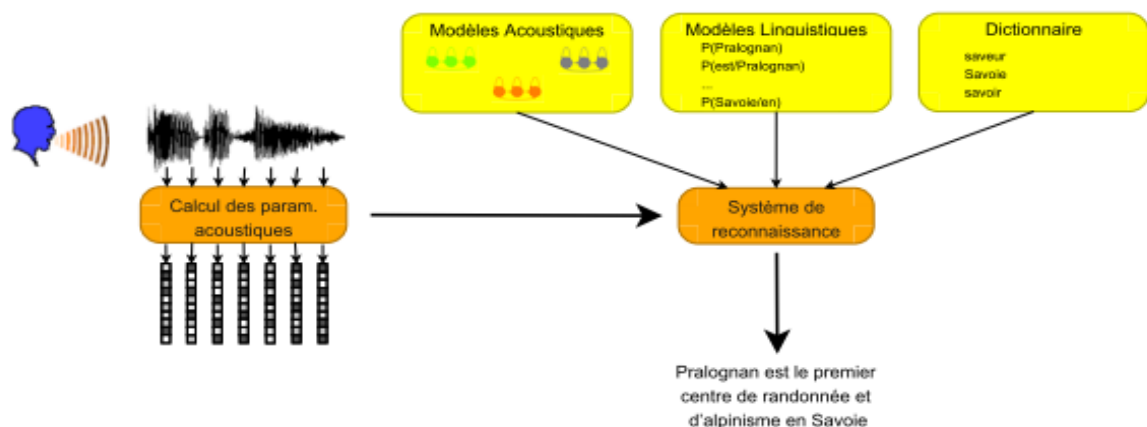 Modèles Acoustiques
Modèles Linguistiques
P(Pralognan)
P(est/Pralognan)
...
P(Savoie/en)
Dictionnaire
saveur
Savoie
savoir
Calcul des param.
acoustiques
Système de
reconnaissance
Pralognan est le premier
centre de randonnée et
d'alpinisme en Savoie